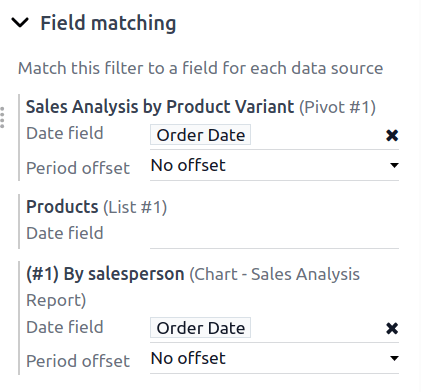 Field matching
Match this filter to a field for each data source
Sales Analysis by Product Variant (Pivot #1)
Date field Order Date
Period offset No offset
Products (List #1)
Date field
(#1) By salesperson (Chart - Sales Analysis
Report)
Date field Order Date
Period offset No offset